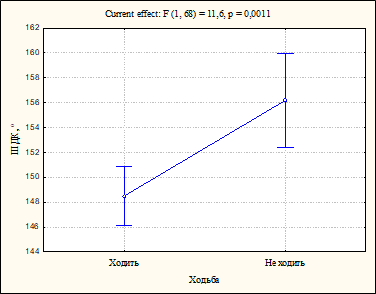 Current effect: F (1, 68) = 11,6, p = 0,0011
162
160
158
156
154
152
150
148
146
144
ШДК, °
Ходить
Не ходить
Ходьба